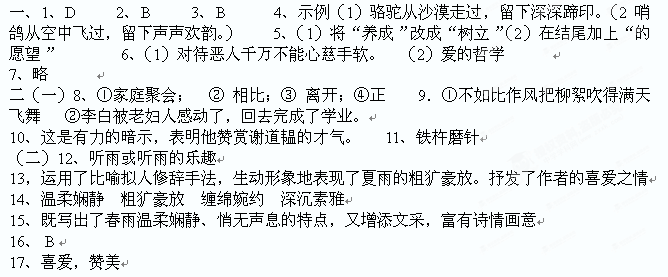 一、1、D 2、B 3、B 4、示例（1）骆驼从沙漠走过，留下深深蹄印。（2 哨
鸽从空中飞过，留下声声欢韵。） 5、（1）将“养成”改成“树立”（2）在结尾加上“的
愿望” 6、（1）对待恶人千万不能心慈手软。 （2）爱的哲学
7、略
二（一）8、①家庭聚会； ② 相比；③ 离开；④正 9．①不如比作风把柳絮吹得满天
飞舞 ②李白被老妇人感动了，回去完成了学业。
10、这是有力的暗示，表明他赞赏谢道韫的才气。 11、铁杵磨针
（二）12、听雨或听雨的乐趣
13，运用了比喻拟人修辞手法，生动形象地表现了夏雨的粗犷豪放。抒发了作者的喜爱之情
14、温柔娴静 粗犷豪放 缠绵婉约 深沉素雅
15、既写出了春雨温柔娴静、悄无声息的特点，又增添文采，富有诗情画意
16、B
17、喜爱，赞美